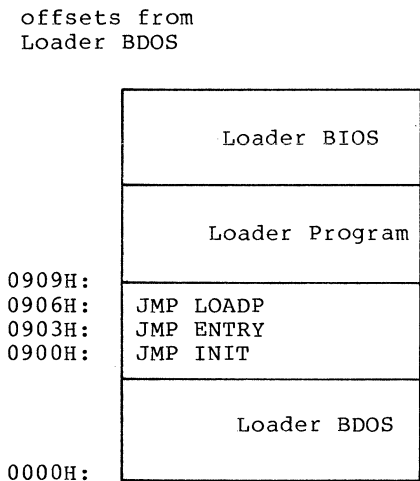 offsets from
Loader BDOS
Loader BIOS
Loader Program
0909H:
0906H: JMP LOADP
0903H: JMP ENTRY
0900H: JMP INIT
Loader BDOS
0000H: